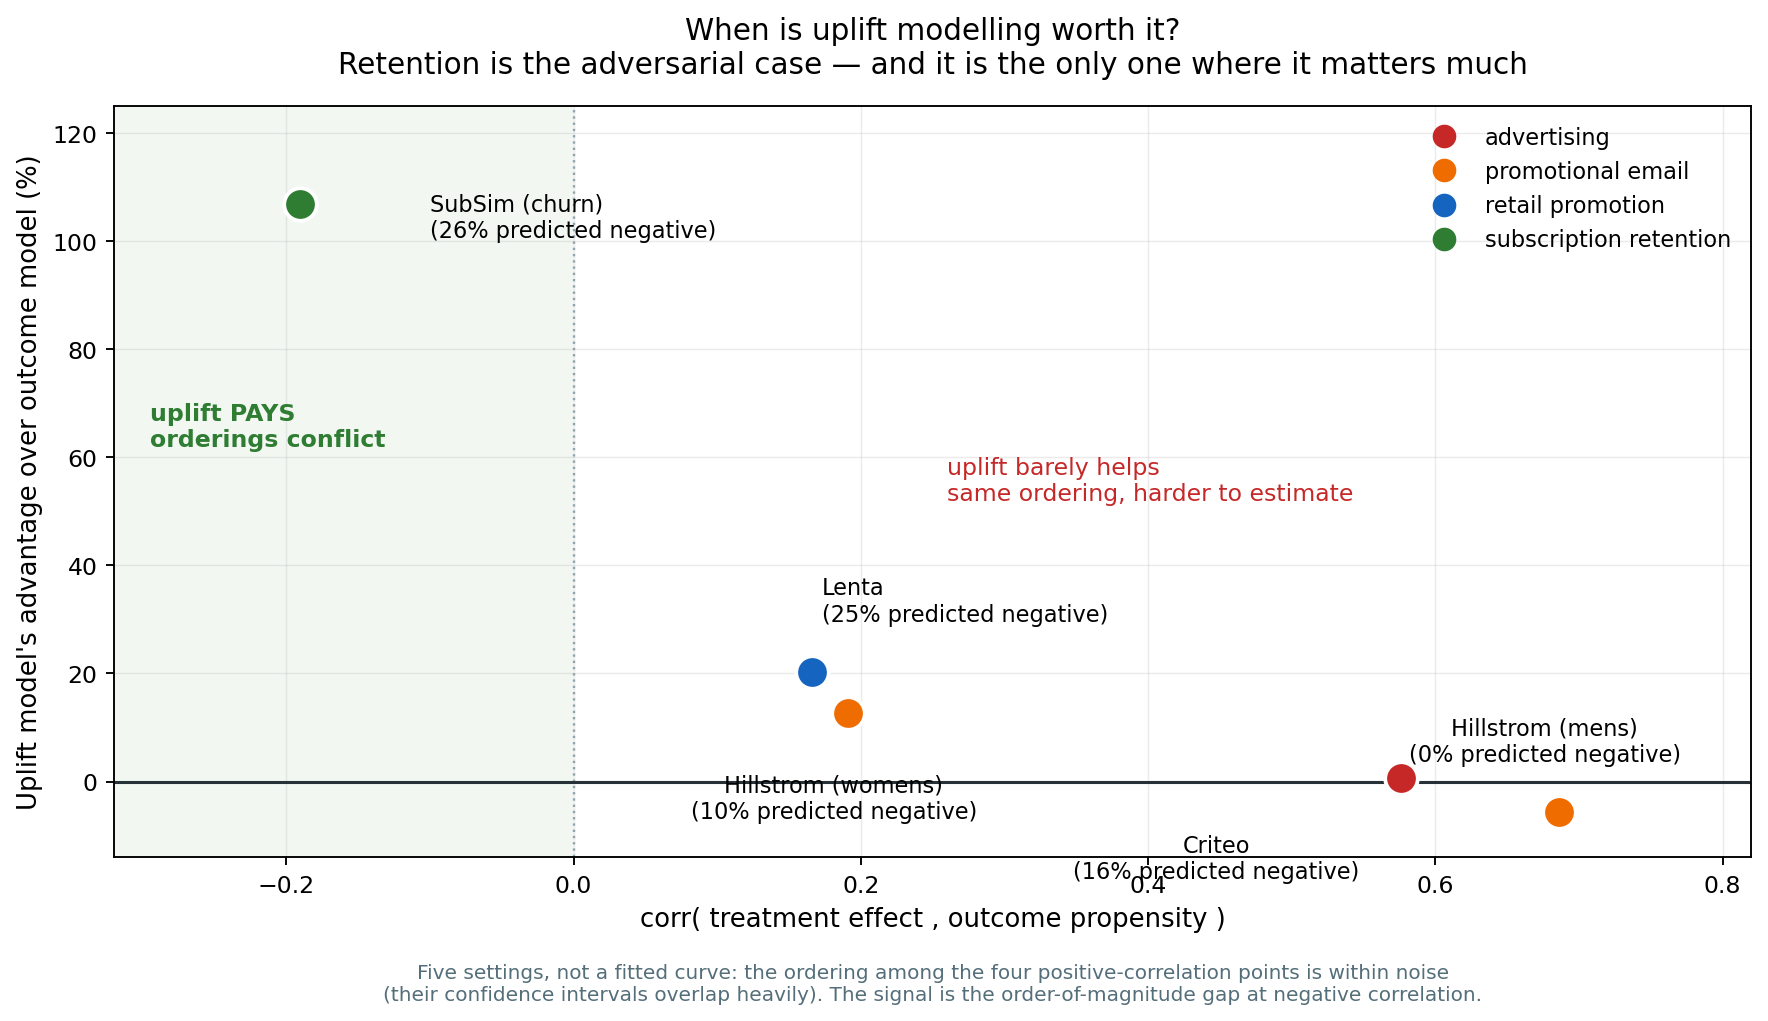 When is uplift modelling worth it?
Retention is the adversarial case — and it is the only one where it matters much
Uplift model's advantage over outcome model (%)
120
100
80
60
40
20
0
advertising
promotional email
retail promotion
subscription retention
SubSim (churn)
(26% predicted negative)
uplift PAYS
orderings conflict
uplift barely helps
same ordering, harder to estimate
Lenta
(25% predicted negative)
Hillstrom (mens)
(0% predicted negative)
Hillstrom (womens)
(10% predicted negative)
Criteo
(16% predicted negative)
−0.2
0.0
0.2
0.4
0.6
0.8
corr( treatment effect , outcome propensity )
Five settings, not a fitted curve: the ordering among the four positive-correlation points is within noise
(their confidence intervals overlap heavily). The signal is the order-of-magnitude gap at negative correlation.